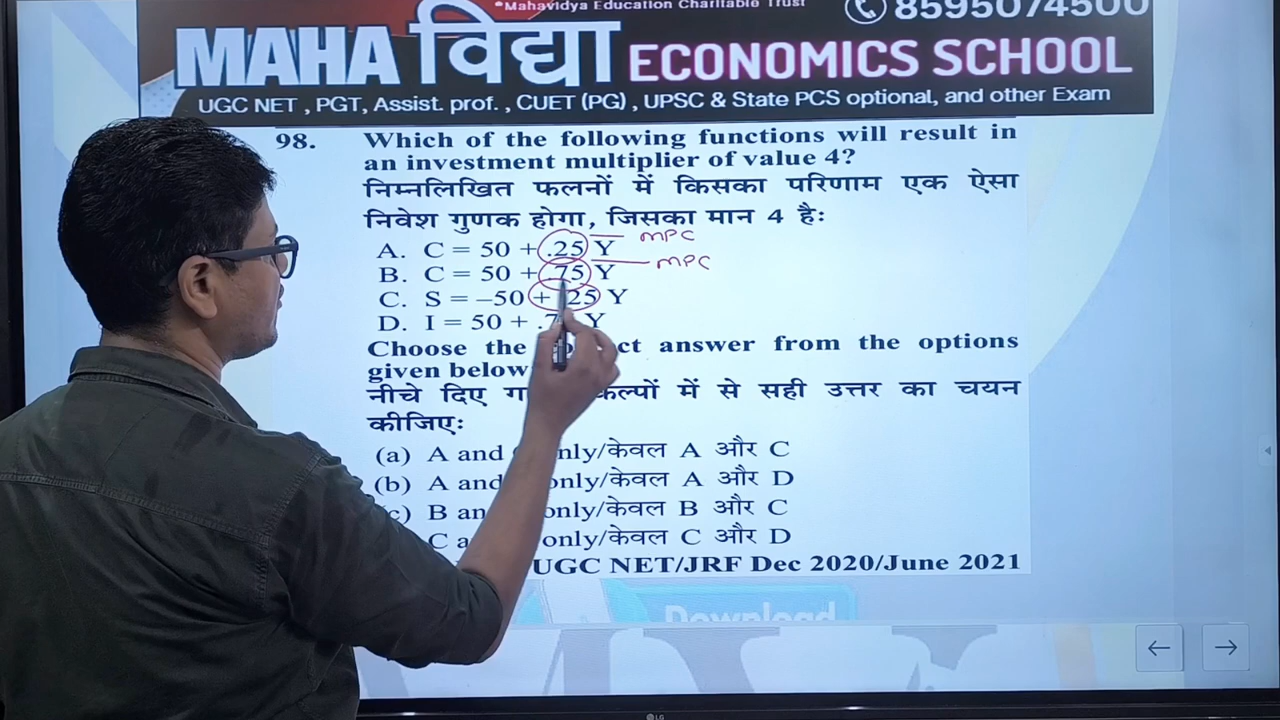 *Mahavidya Education Charitable Trust
8595074500
MAHA विद्या ECONOMICS SCHOOL
UGC NET , PGT, Assist. prof. , CUET (PG) , UPSC & State PCS optional, and other Exam
98. Which of the following functions will result in
an investment multiplier of value 4?
निम्नलिखित फलनों में किसका परिणाम एक ऐसा
निवेश गुणक होगा, जिसका मान 4 है:
A. C = 50 + .25 Y MPC
B. C = 50 + .75 Y MPC
C. S = –50 + .25 Y
D. I = 50 + Y
Choose the answer from the options
given below
नीचे दिए में से सही उत्तर का चयन
कीजिए:
(a) A and only/केवल A और C
(b) A and only/केवल A और D
(c) B and only/केवल B और C
C only/केवल C और D
UGC NET/JRF Dec 2020/June 2021
Download
LG